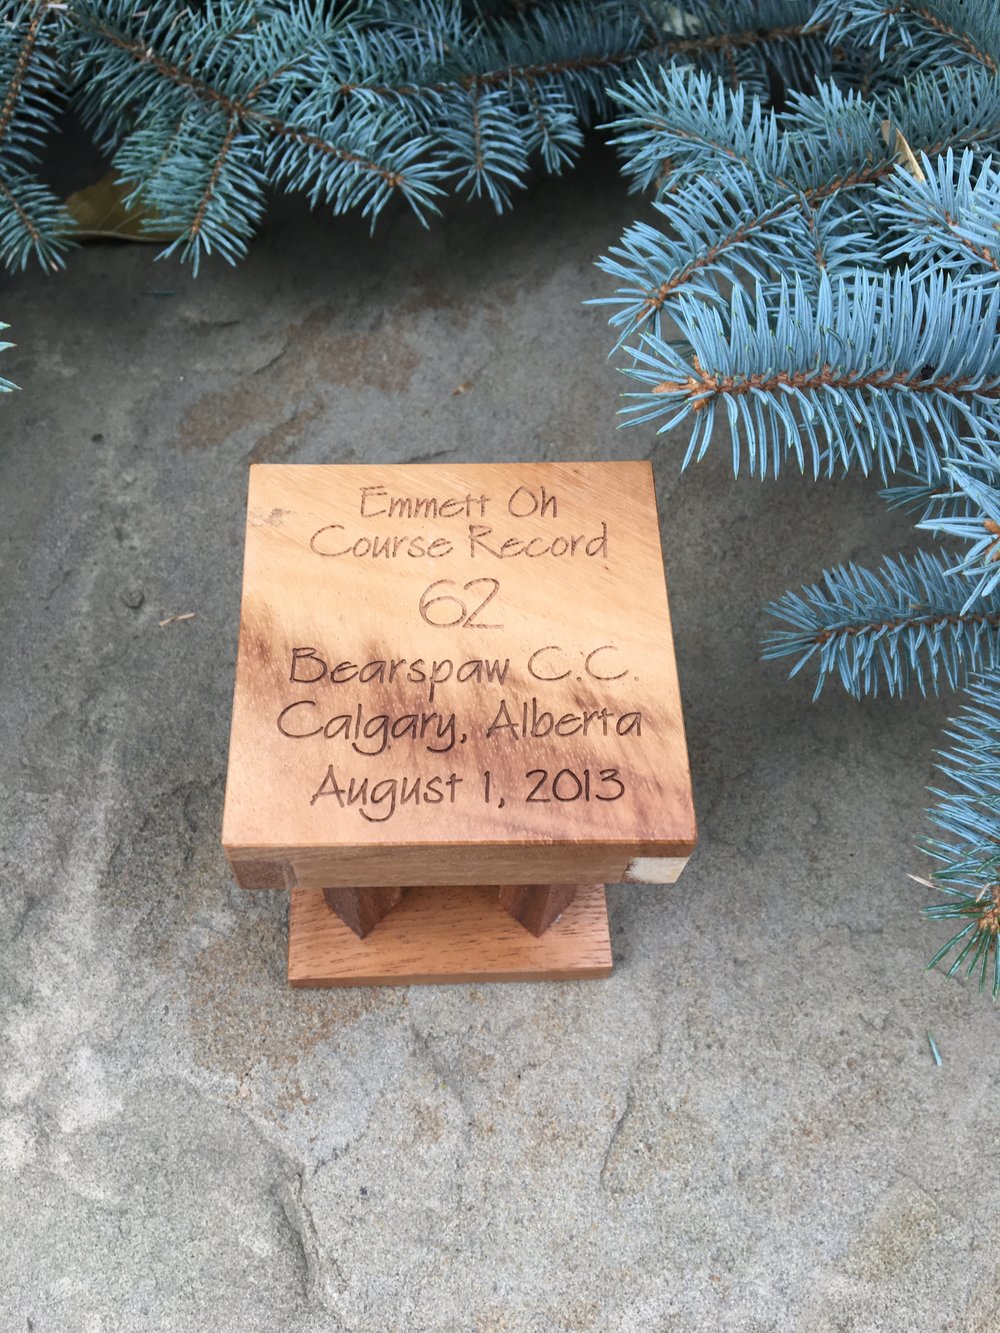 Emmett Oh
Course Record
62
Bearspaw C.C.
Calgary, Alberta
August 1, 2013